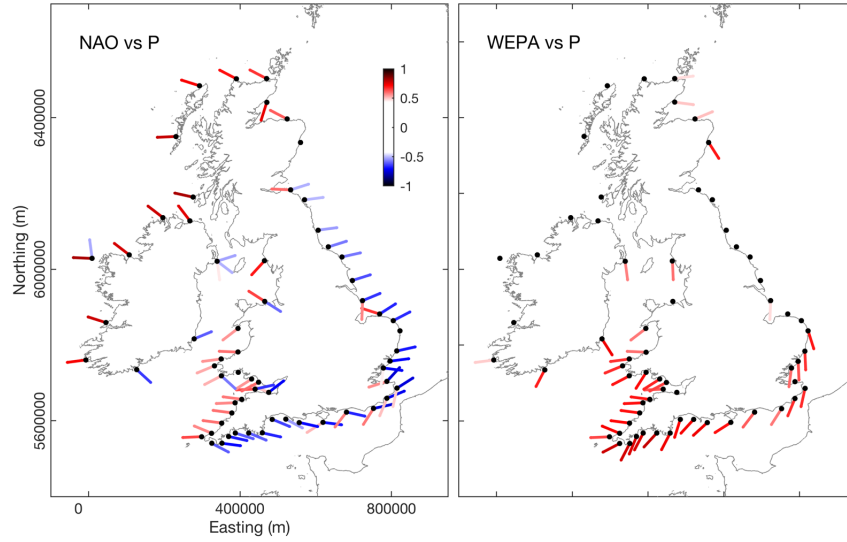 NAO vs P
WEPA vs P
1
0.5
0
-0.5
-1
6400000
6000000
5600000
Northing (m)
0
400000
800000
Easting (m)